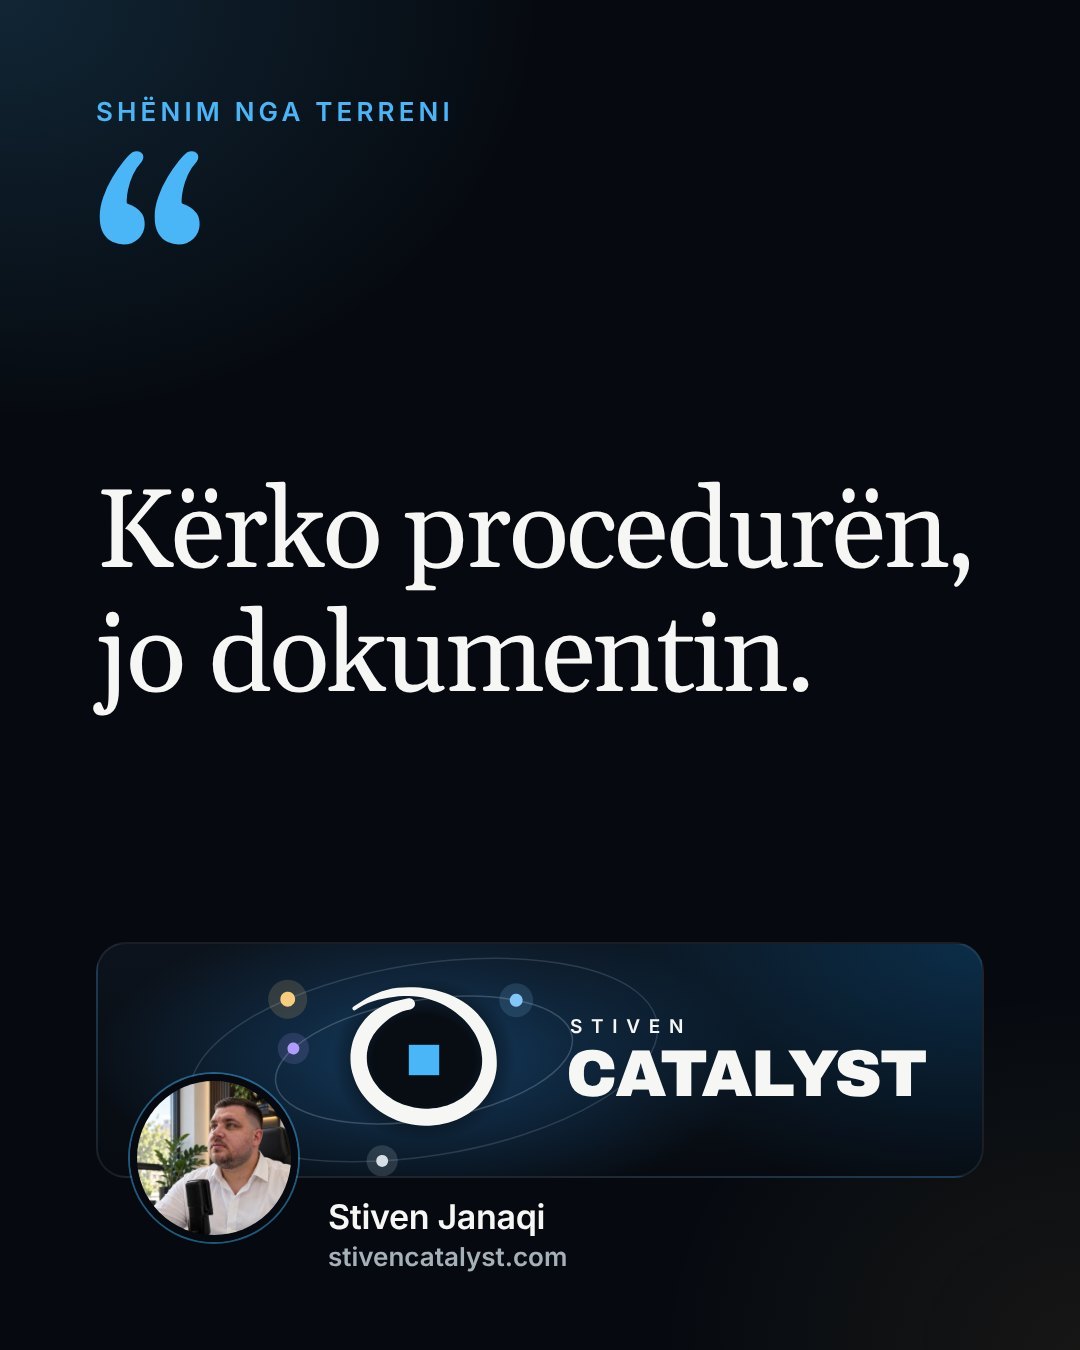 SHËNIM NGA TERRENI
“
Kërko procedurën,
jo dokumentin.
STIVEN
CATALYST
Stiven Janaqi
stivencatalyst.com